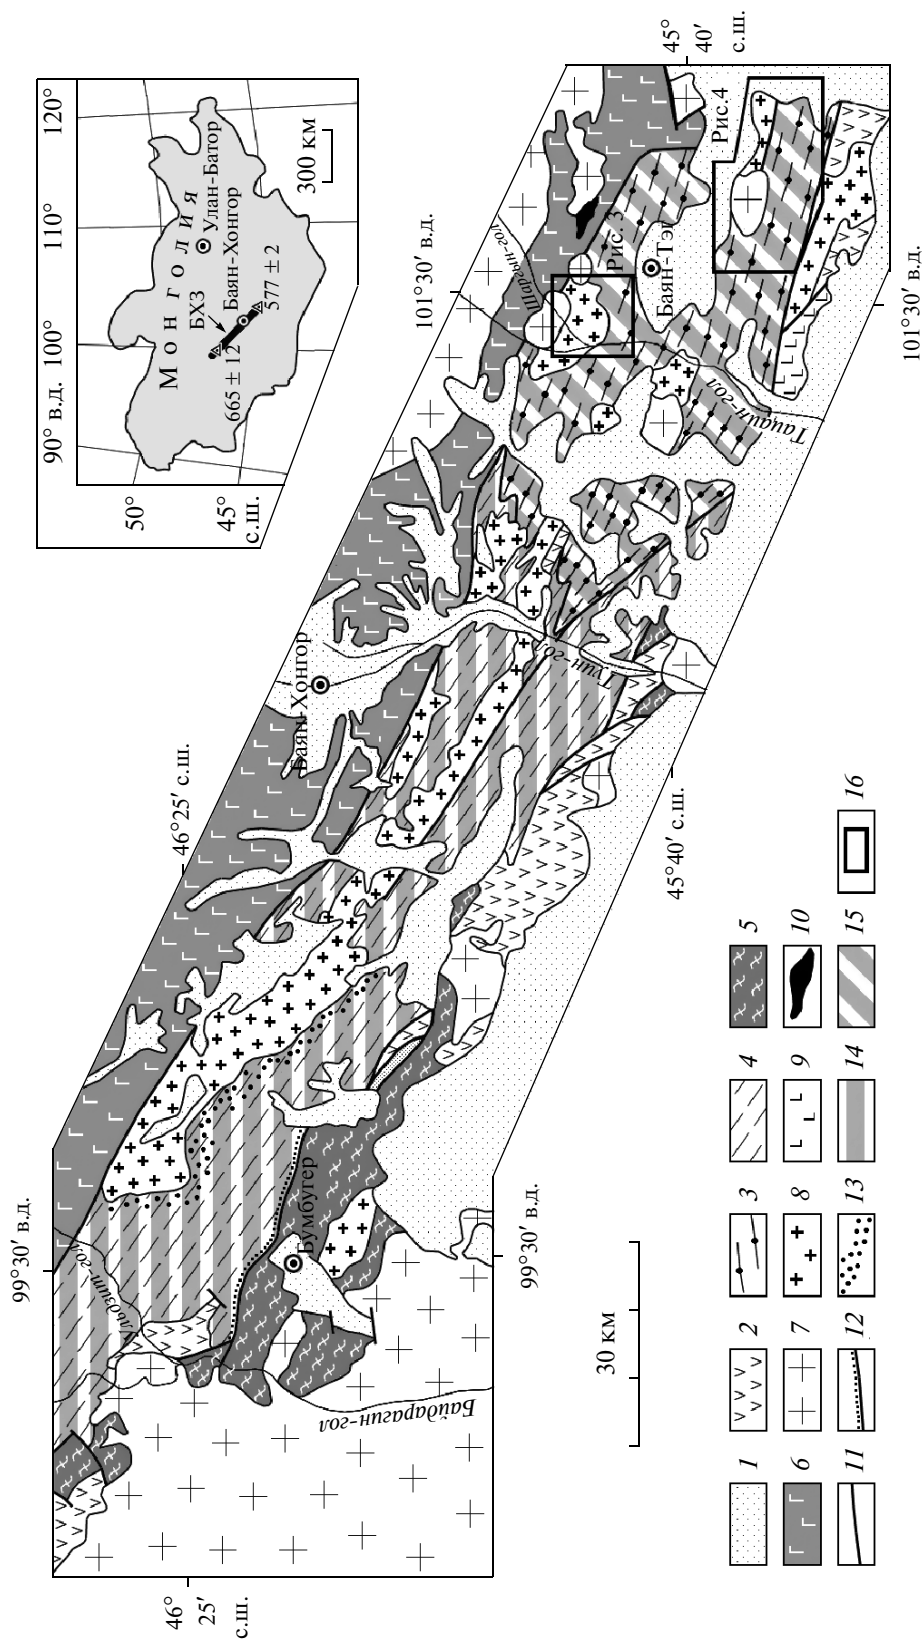 90° в.д.
100°
110°
120°
50°
45°
с.ш.
МОНГОЛИЯ
БХЗ
Улан-Батор
Баян-Хонгор
665 ± 12
577 ± 2
300 км
99°30′ в.д.
46°25′ с.ш.
101°30′ в.д.
45°
40′
с.ш.
46°
25′
с.ш.
99°30′ в.д.
45°40′ с.ш.
101°30′ в.д.
Баян-Хонгор
Шаргын-гол
Рис. 3
Рис.4
Тацаин-гол
Туин-гол
Бумбугер
Байдарагин-гол
30 км
1
2
3
4
5
6
7
8
9
10
11
12
13
14
15
16